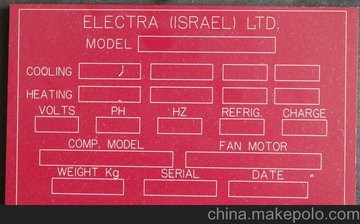 ELECTRA (ISRAEL) LTD.
MODEL
COOLING
HEATING
VOLTS PH HZ REFRIG. CHARGE
COMP. MODEL FAN MOTOR
WEIGHT Kg SERIAL DATE
china.makepolo.com